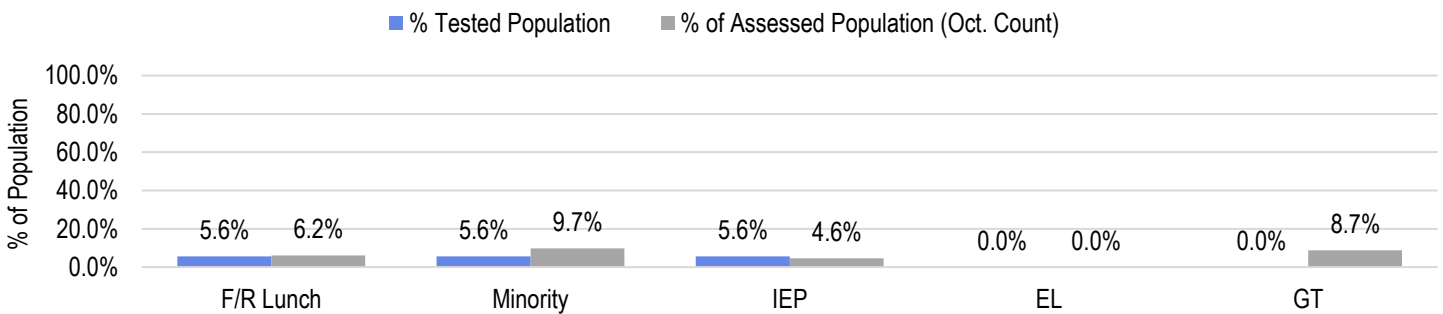 % Tested Population % of Assessed Population (Oct. Count)
% of Population
100.0%
80.0%
60.0%
40.0%
20.0%
0.0%
5.6% 6.2% 5.6% 9.7% 5.6% 4.6% 0.0% 0.0% 0.0% 8.7%
F/R Lunch Minority IEP EL GT